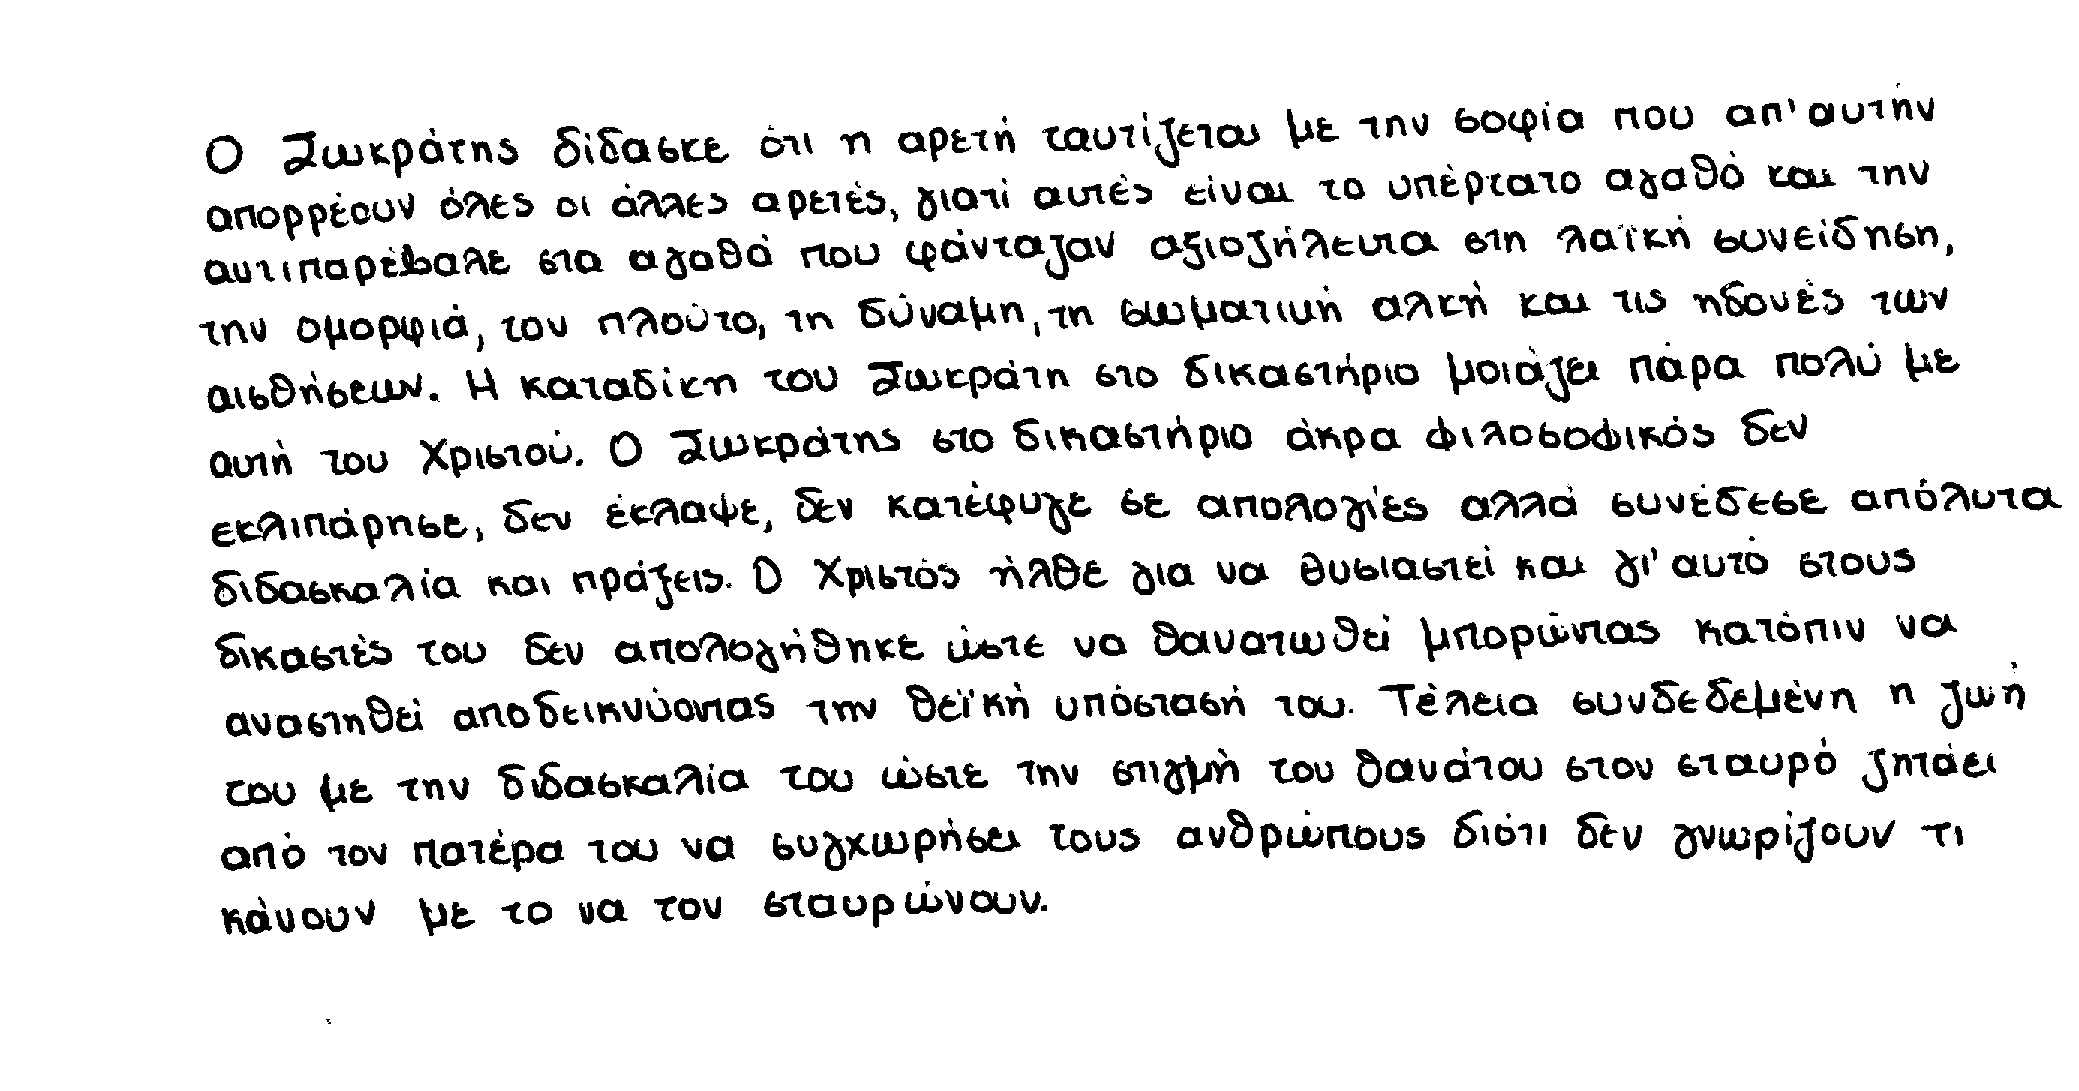 Ο Σωκράτης δίδασκε ότι η αρετή ταυτίζεται με την σοφία που απ' αυτήν
απορρέουν όλες οι άλλες αρετές, γιατί αυτές είναι το υπέρτατο αγαθό και την
αντιπαρέβαλε στα αγαθά που φάνταζαν αξιοζήλευτα στη λαϊκή συνείδηση,
την ομορφιά, τον πλούτο, τη δύναμη, τη σωματική αλκή και τις ηδονές των
αισθήσεων. Η καταδίκη του Σωκράτη στο δικαστήριο μοιάζει πάρα πολύ με
αυτή του Χριστού. Ο Σωκράτης στο δικαστήριο άκρα φιλοσοφικός δεν
εκλιπάρησε, δεν έκλαψε, δεν κατέφυγε σε απολογίες αλλά συνέδεσε απόλυτα
διδασκαλία και πράξεις. Ο Χριστός ήλθε για να θυσιαστεί και γι' αυτό στους
δικαστές του δεν απολογήθηκε ώστε να θανατωθεί μπορώντας κατόπιν να
αναστηθεί αποδεικνύοντας την θεϊκή υπόστασή του. Τέλεια συνδεδεμένη η ζωή
του με την διδασκαλία του ώστε την στιγμή του θανάτου στον σταυρό ζητάει
από τον πατέρα του να συγχωρήσει τους ανθρώπους διότι δεν γνωρίζουν τι
κάνουν με το να τον σταυρώνουν.